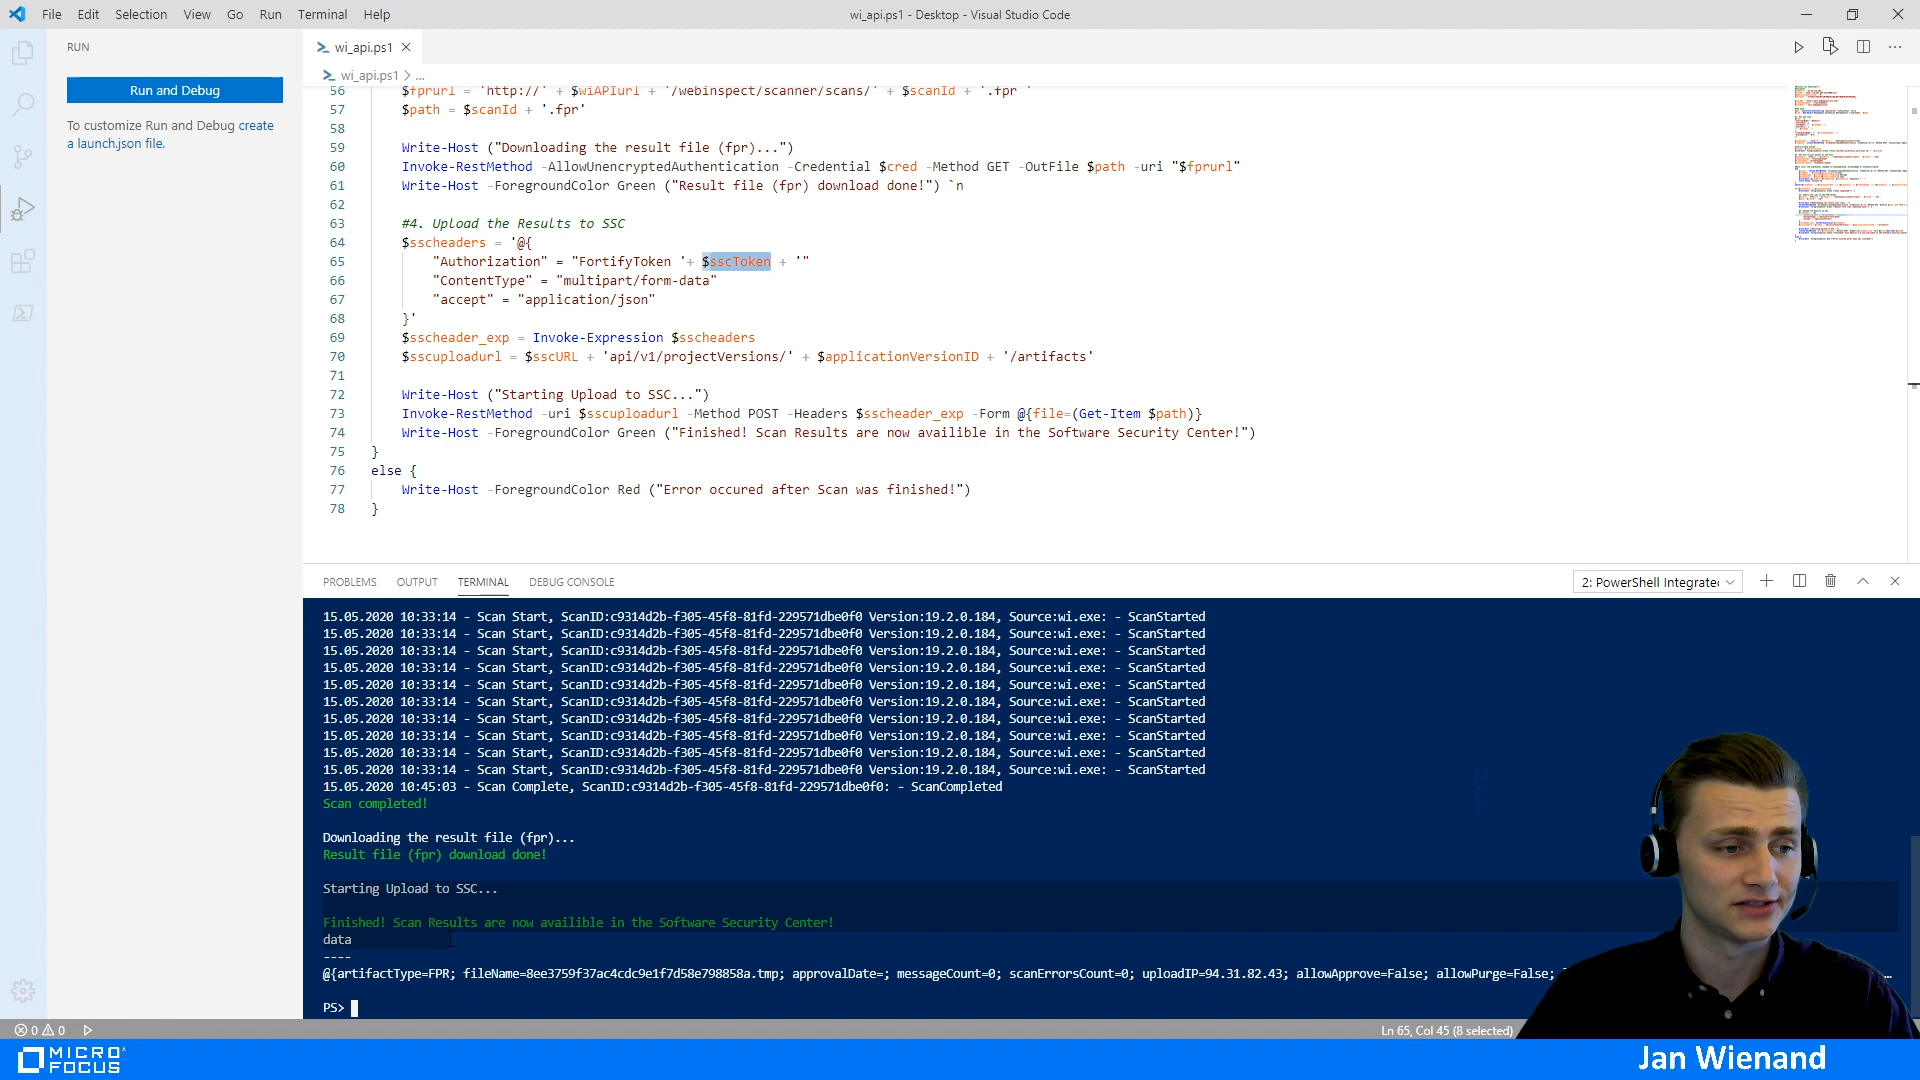 File Edit Selection View Go Run Terminal Help
wi_api.ps1 - Desktop - Visual Studio Code
RUN
Run and Debug
To customize Run and Debug create
a launch.json file.
wi_api.ps1
wi_api.ps1 > ...
56 $fprurl = 'http://' + $wiAPIurl + '/webinspect/scanner/scans/' + $scanId + '.fpr '
57 $path = $scanId + '.fpr'
58
59 Write-Host ("Downloading the result file (fpr)...")
60 Invoke-RestMethod -AllowUnencryptedAuthentication -Credential $cred -Method GET -OutFile $path -uri "$fprurl"
61 Write-Host -ForegroundColor Green ("Result file (fpr) download done!") `n
62
63 #4. Upload the Results to SSC
64 $sscheaders = '@{
65 "Authorization" = "FortifyToken '+ $sscToken + '"
66 "ContentType" = "multipart/form-data"
67 "accept" = "application/json"
68 }'
69 $sscheader_exp = Invoke-Expression $sscheaders
70 $sscuploadurl = $sscURL + 'api/v1/projectVersions/' + $applicationVersionID + '/artifacts'
71
72 Write-Host ("Starting Upload to SSC...")
73 Invoke-RestMethod -uri $sscuploadurl -Method POST -Headers $sscheader_exp -Form @{file=(Get-Item $path)}
74 Write-Host -ForegroundColor Green ("Finished! Scan Results are now availible in the Software Security Center!")
75 }
76 else {
77 Write-Host -ForegroundColor Red ("Error occured after Scan was finished!")
78 }
PROBLEMS OUTPUT TERMINAL DEBUG CONSOLE
2: PowerShell Integrate
15.05.2020 10:33:14 - Scan Start, ScanID:c9314d2b-f305-45f8-81fd-229571dbe0f0 Version:19.2.0.184, Source:wi.exe: - ScanStarted
15.05.2020 10:33:14 - Scan Start, ScanID:c9314d2b-f305-45f8-81fd-229571dbe0f0 Version:19.2.0.184, Source:wi.exe: - ScanStarted
15.05.2020 10:33:14 - Scan Start, ScanID:c9314d2b-f305-45f8-81fd-229571dbe0f0 Version:19.2.0.184, Source:wi.exe: - ScanStarted
15.05.2020 10:33:14 - Scan Start, ScanID:c9314d2b-f305-45f8-81fd-229571dbe0f0 Version:19.2.0.184, Source:wi.exe: - ScanStarted
15.05.2020 10:33:14 - Scan Start, ScanID:c9314d2b-f305-45f8-81fd-229571dbe0f0 Version:19.2.0.184, Source:wi.exe: - ScanStarted
15.05.2020 10:33:14 - Scan Start, ScanID:c9314d2b-f305-45f8-81fd-229571dbe0f0 Version:19.2.0.184, Source:wi.exe: - ScanStarted
15.05.2020 10:33:14 - Scan Start, ScanID:c9314d2b-f305-45f8-81fd-229571dbe0f0 Version:19.2.0.184, Source:wi.exe: - ScanStarted
15.05.2020 10:33:14 - Scan Start, ScanID:c9314d2b-f305-45f8-81fd-229571dbe0f0 Version:19.2.0.184, Source:wi.exe: - ScanStarted
15.05.2020 10:33:14 - Scan Start, ScanID:c9314d2b-f305-45f8-81fd-229571dbe0f0 Version:19.2.0.184, Source:wi.exe: - ScanStarted
15.05.2020 10:33:14 - Scan Start, ScanID:c9314d2b-f305-45f8-81fd-229571dbe0f0 Version:19.2.0.184, Source:wi.exe: - ScanStarted
15.05.2020 10:45:03 - Scan Complete, ScanID:c9314d2b-f305-45f8-81fd-229571dbe0f0: - ScanCompleted
Scan completed!
Downloading the result file (fpr)...
Result file (fpr) download done!
Starting Upload to SSC...
Finished! Scan Results are now availible in the Software Security Center!
data
----
@{artifactType=FPR; fileName=8ee3759f37ac4cdc9e1f7d58e798858a.tmp; approvalDate=; messageCount=0; scanErrorsCount=0; uploadIP=94.31.82.43; allowApprove=False; allowPurge=False; …
PS>
0 0
Ln 65, Col 45 (8 selected)
MICRO
FOCUS
Jan Wienand